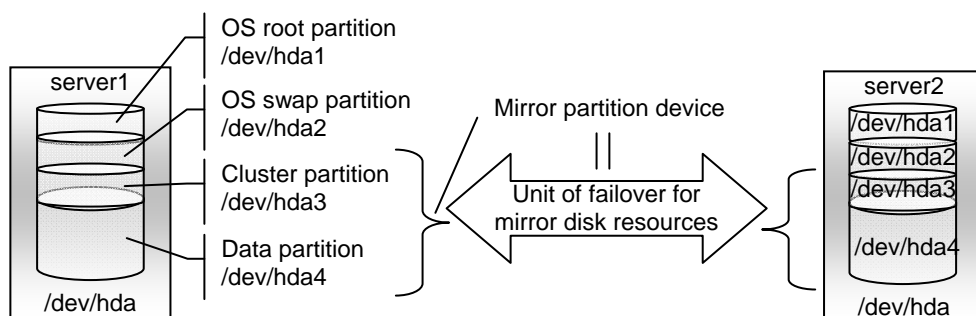 OS root partition
/dev/hda1
server1
OS swap partition
/dev/hda2
Cluster partition
/dev/hda3
Data partition
/dev/hda4
/dev/hda
Mirror partition device
Unit of failover for
mirror disk resources
server2
/dev/hda1
/dev/hda2
/dev/hda3
/dev/hda4
/dev/hda